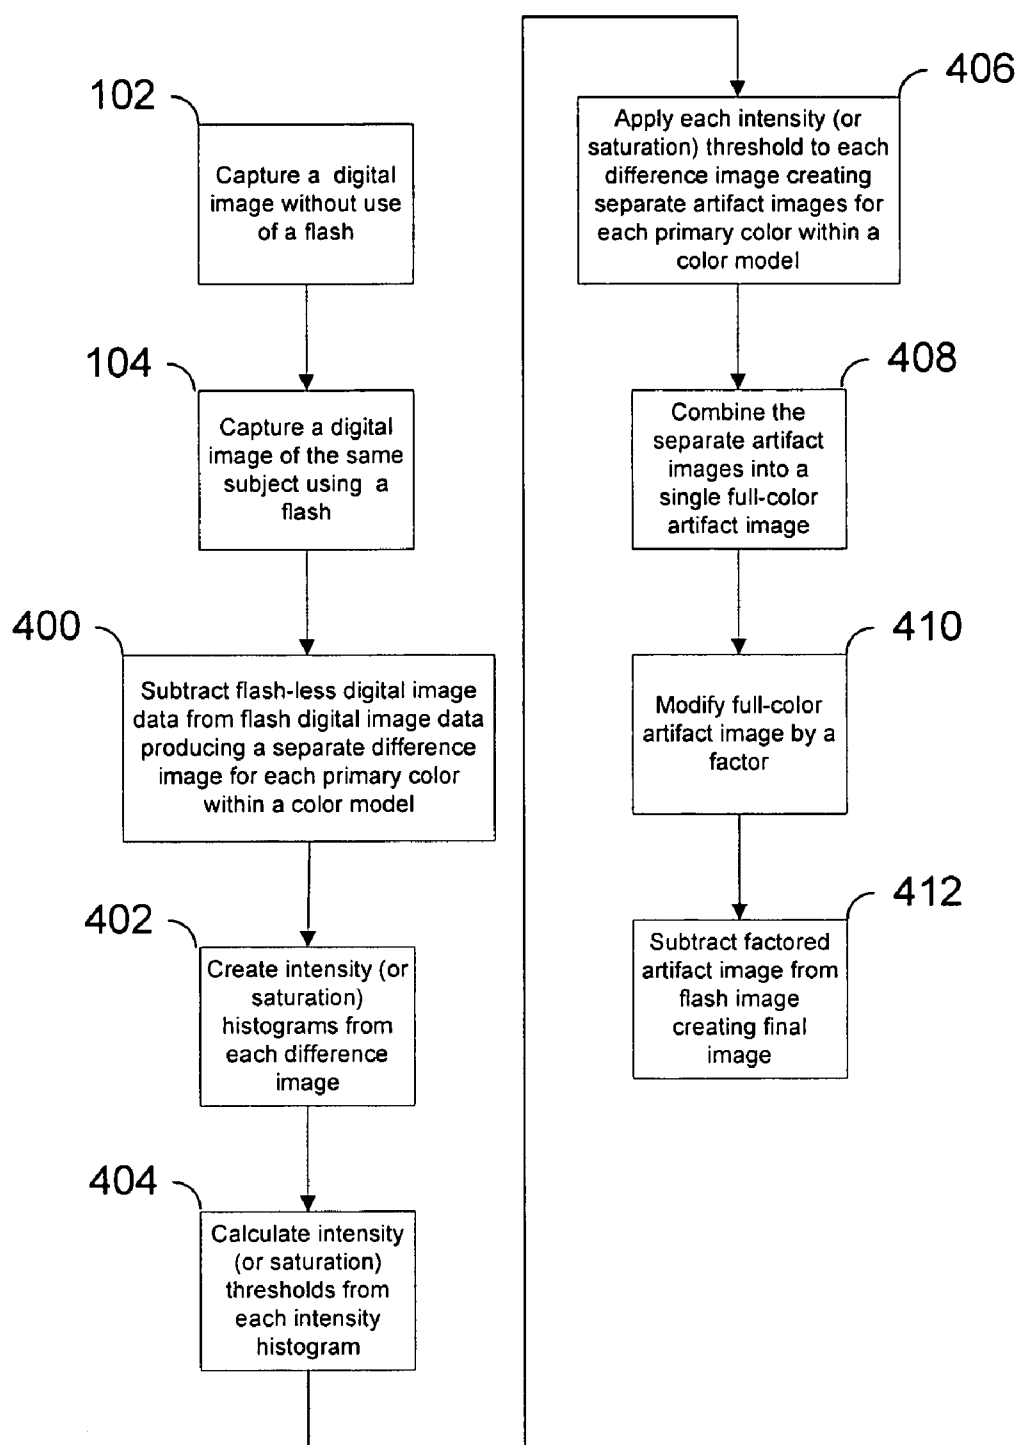 102
Capture a digital
image without use
of a flash
104
Capture a digital
image of the same
subject using a
flash
400
Subtract flash-less digital image
data from flash digital image data
producing a separate difference
image for each primary color
within a color model
402
Create intensity (or
saturation)
histograms from
each difference
image
404
Calculate intensity
(or saturation)
thresholds from
each intensity
histogram
406
Apply each intensity (or
saturation) threshold to each
difference image creating
separate artifact images for
each primary color within a
color model
408
Combine the
separate artifact
images into a
single full-color
artifact image
410
Modify full-color
artifact image by a
factor
412
Subtract factored
artifact image from
flash image
creating final
image